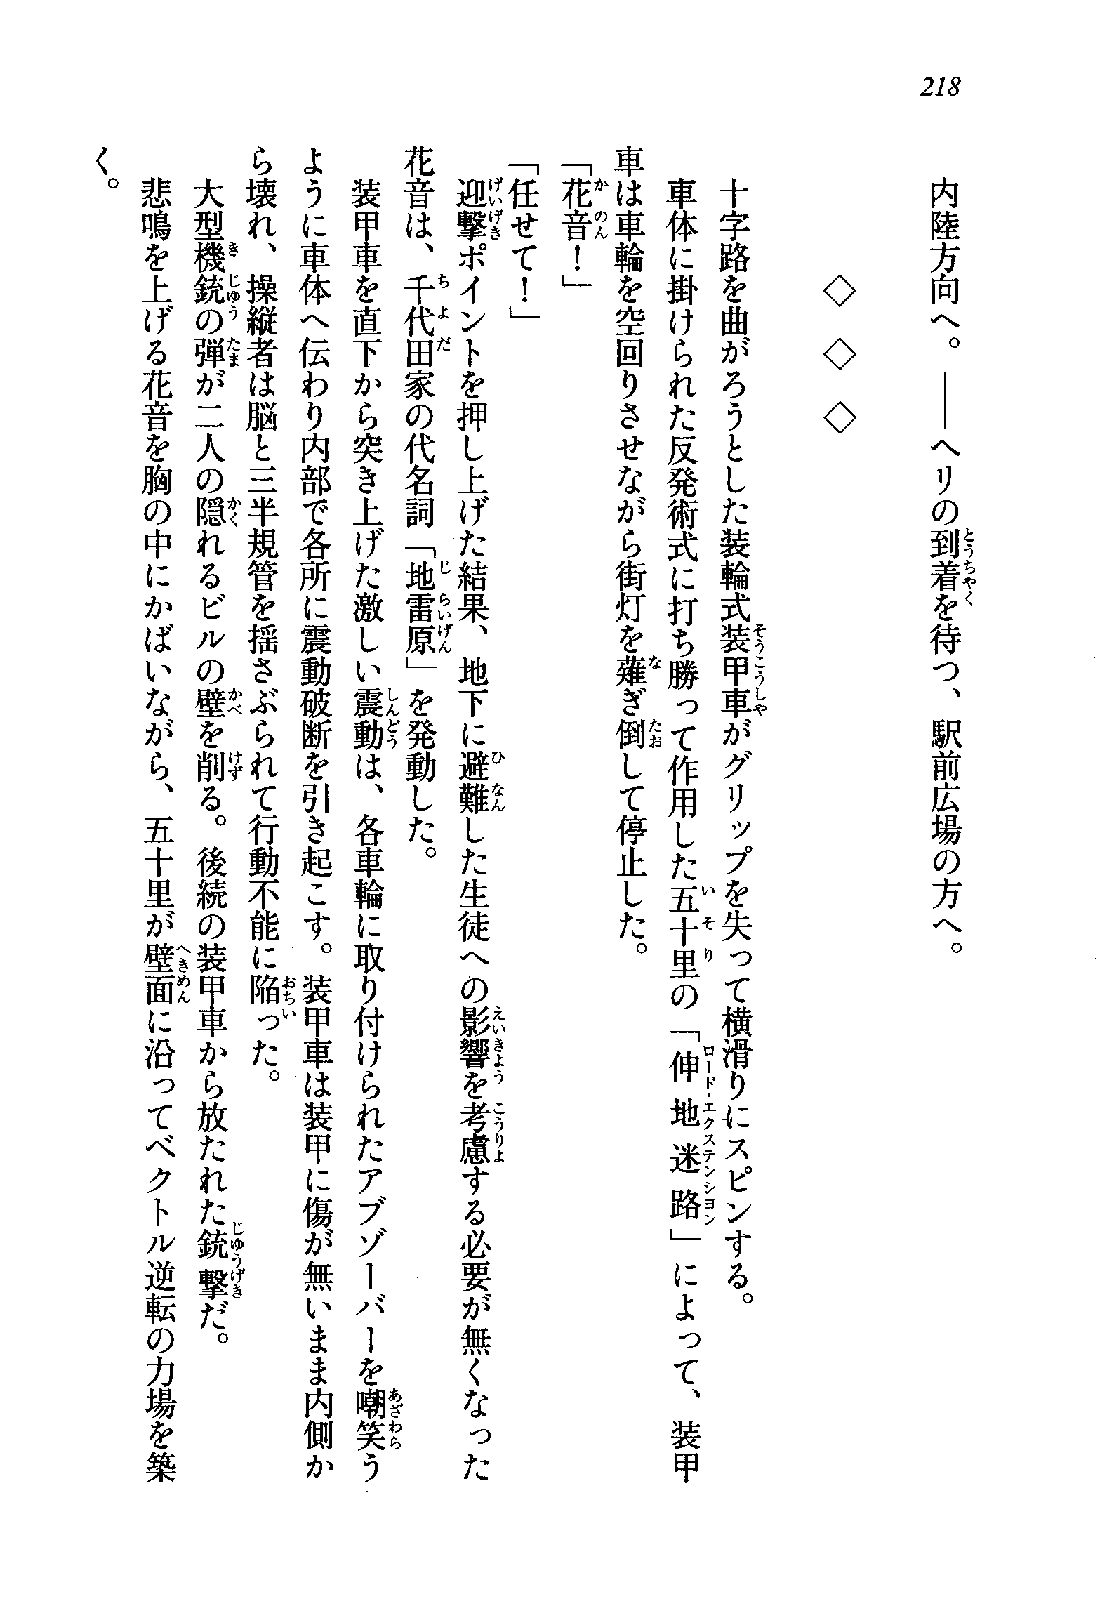 218
内陸方向へ。――ヘリの到着を待つ、駅前広場の方へ。
◇　◇　◇
十字路を曲がろうとした装輪式装甲車がグリップを失って横滑りにスピンする。
車体に掛けられた反発術式に打ち勝って作用した五十里の「伸地迷路」によって、装甲
車は車輪を空回りさせながら街灯を薙ぎ倒して停止した。
「花音！」
「任せて！」
迎撃ポイントを押し上げた結果、地下に避難した生徒への影響を考慮する必要が無くなった
花音は、千代田家の代名詞「地雷原」を発動した。
装甲車を直下から突き上げた激しい震動は、各車輪に取り付けられたアブゾーバーを嘲笑う
ように車体へ伝わり内部で各所に震動破断を引き起こす。装甲車は装甲に傷が無いまま内側か
ら壊れ、操縦者は脳と三半規管を揺さぶられて行動不能に陥った。
大型機銃の弾が二人の隠れるビルの壁を削る。後続の装甲車から放たれた銃撃だ。
悲鳴を上げる花音を胸の中にかばいながら、五十里が壁面に沿ってベクトル逆転の力場を築
く。